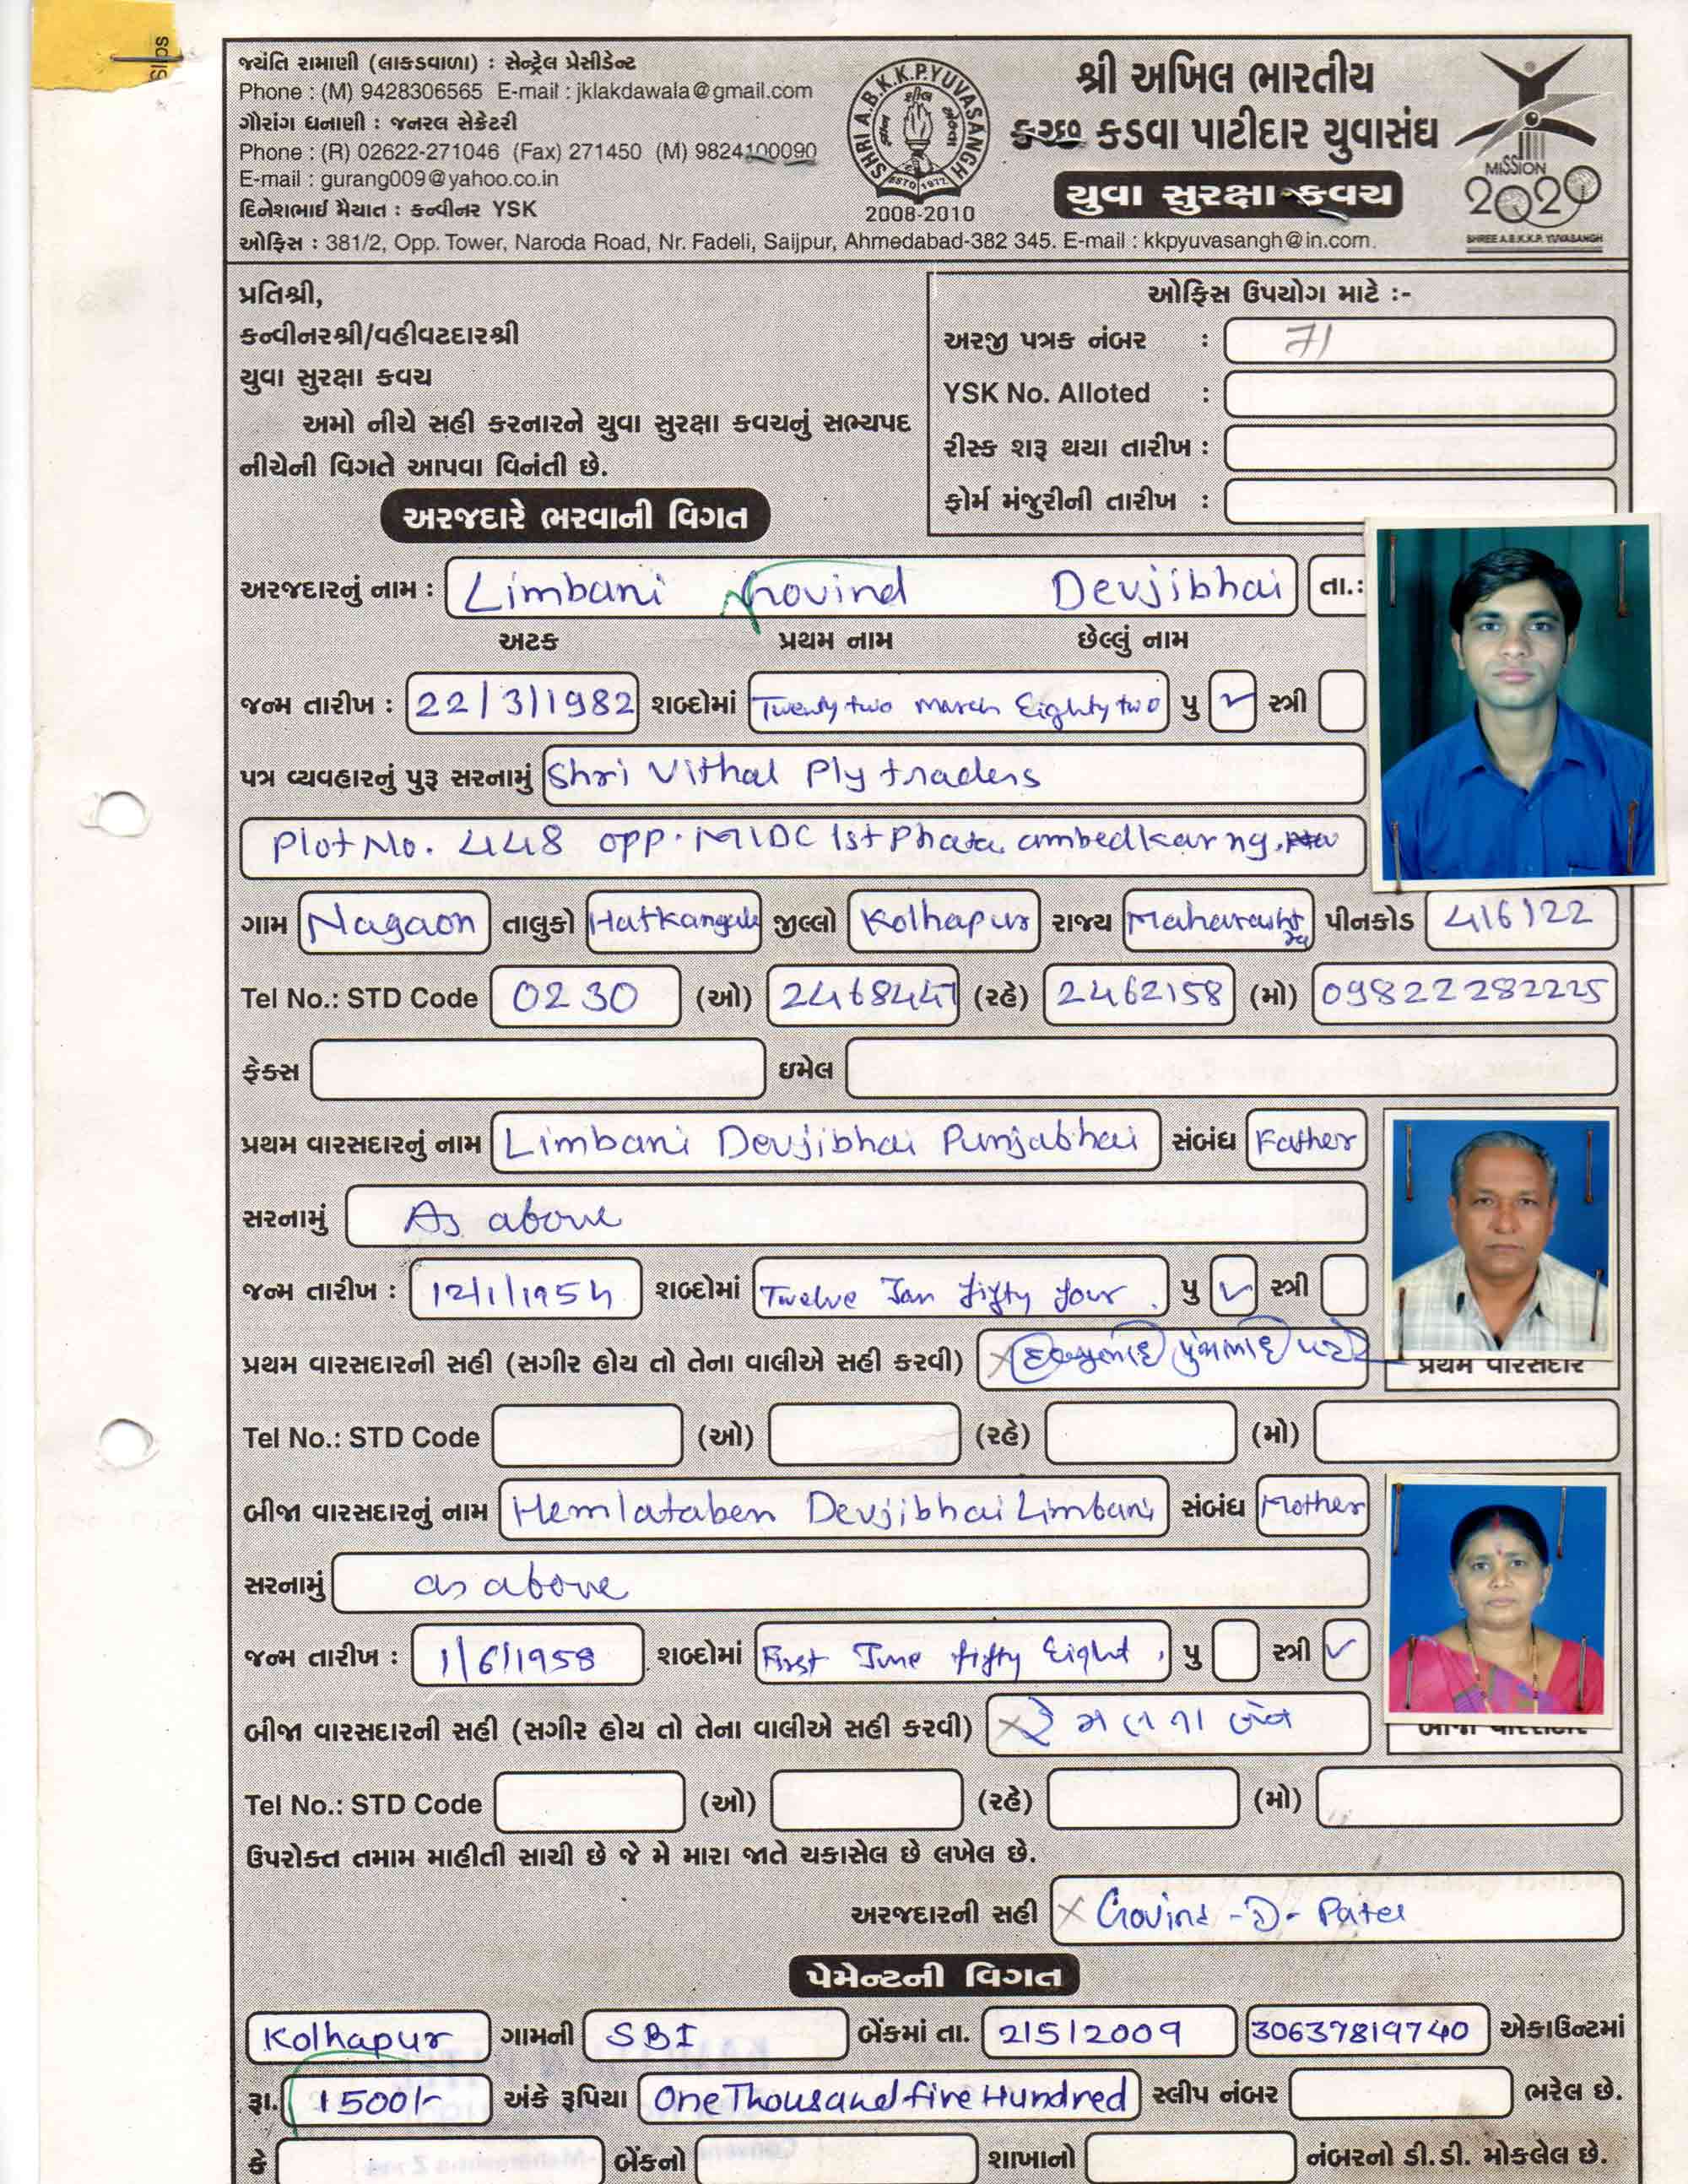 Slips
જયંતિ રામાણી (લાકડવાળા) : સેન્ટ્રેલ પ્રેસીડેન્ટ
Phone : (M) 9428306565 E-mail : jklakdawala@gmail.com
ગૌરાંગ ધનાણી : જનરલ સેક્રેટરી
Phone : (R) 02622-271046 (Fax) 271450 (M) 9824100090
E-mail : gurang009@yahoo.co.in
દિનેશભાઈ મૈયાત : કન્વીનર YSK
SHRI A.B.K.K.P.YUVASANGH
ESTD 1972
2008-2010
શ્રી અખિલ ભારતીય
કચ્છ કડવા પાટીદાર યુવાસંઘ
યુવા સુરક્ષા કવચ
MISSION
2020
SHREE A.B.K.K.P. YUVASANGH
ઓફિસ : 381/2, Opp. Tower, Naroda Road, Nr. Fadeli, Saijpur, Ahmedabad-382 345. E-mail : kkpyuvasangh@in.com.
પ્રતિશ્રી,
કન્વીનરશ્રી/વહીવટદારશ્રી
યુવા સુરક્ષા કવચ
અમો નીચે સહી કરનારને યુવા સુરક્ષા કવચનું સભ્યપદ
નીચેની વિગતે આપવા વિનંતી છે.
ઓફિસ ઉપયોગ માટે :-
અરજી પત્રક નંબર : 71
YSK No. Alloted :
રીસ્ક શરૂ થયા તારીખ :
ફોર્મ મંજુરીની તારીખ :
અરજદારે ભરવાની વિગત
અરજદારનું નામ : Limbani Govind Devjibhai તા.:
અટક પ્રથમ નામ છેલ્લું નામ
જન્મ તારીખ : 22/3/1982 શબ્દોમાં Twenty two march Eighty two પુ ✓ સ્ત્રી
પત્ર વ્યવહારનું પુરૂ સરનામું Shri Vithal Ply traders
Plot No. 448 opp. MIDC 1st Phata ambedkar ng.
ગામ Nagaon તાલુકો Hatkangale જીલ્લો Kolhapur રાજ્ય Maharashtra પીનકોડ 416122
Tel No.: STD Code 0230 (ઓ) 2468447 (રહે) 2462158 (મો) 09822282225
ફેક્સ ઇમેલ
પ્રથમ વારસદારનું નામ Limbani Devjibhai Punjabhai સંબંધ Father
સરનામું As above
જન્મ તારીખ : 12/1/1954 શબ્દોમાં Twelve Jan fifty four. પુ ✓ સ્ત્રી
પ્રથમ વારસદારની સહી (સગીર હોય તો તેના વાલીએ સહી કરવી)
પ્રથમ વારસદાર
Tel No.: STD Code (ઓ) (રહે) (મો)
બીજા વારસદારનું નામ Hemlataben Devjibhai Limbani સંબંધ Mother
સરનામું as above
જન્મ તારીખ : 1/6/1958 શબ્દોમાં First June fifty Eight, પુ સ્ત્રી ✓
બીજા વારસદારની સહી (સગીર હોય તો તેના વાલીએ સહી કરવી) × હેમલતા બેન
બીજા વારસદાર
Tel No.: STD Code (ઓ) (રહે) (મો)
ઉપરોક્ત તમામ માહીતી સાચી છે જે મે મારા જાતે ચકાસેલ છે લખેલ છે.
અરજદારની સહી × Govind -D- Patel
પેમેન્ટની વિગત
Kolhapur ગામની SBI બેંકમાં તા. 2/5/2009 30637819740 એકાઉન્ટમાં
રૂા. 1500/- અંકે રૂપિયા One Thousand five Hundred સ્લીપ નંબર ભરેલ છે.
કે બેંકનો શાખાનો નંબરનો ડી.ડી. મોકલેલ છે.